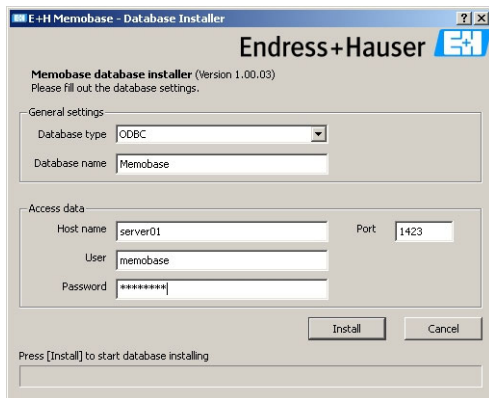 E+H Memobase - Database Installer
Endress+Hauser E+H
Memobase database installer (Version 1.00.03)
Please fill out the database settings.
General settings
Database type ODBC
Database name Memobase
Access data
Host name server01 Port 1423
User memobase
Password ********
Install Cancel
Press [Install] to start database installing